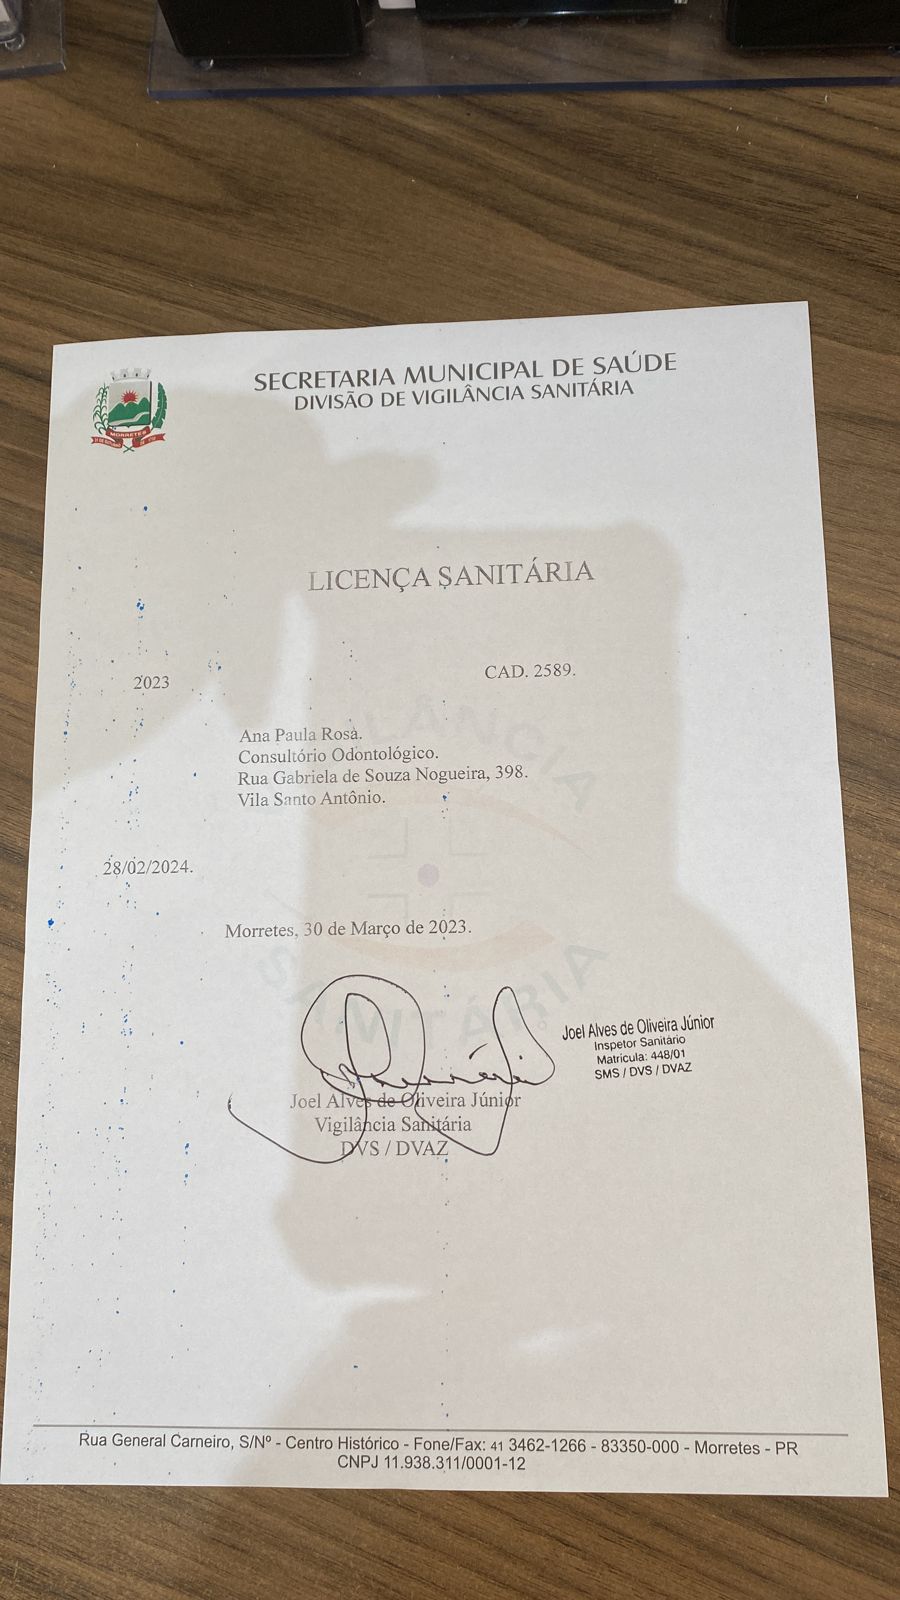 SECRETARIA MUNICIPAL DE SAÚDE
DIVISÃO DE VIGILÂNCIA SANITÁRIA
MORRETES
LICENÇA SANITÁRIA
2023
CAD. 2589.
Ana Paula Rosa.
Consultório Odontológico.
Rua Gabriela de Souza Nogueira, 398.
Vila Santo Antônio.
28/02/2024.
Morretes, 30 de Março de 2023.
VIGILÂNCIA
SANITÁRIA
Joel Alves de Oliveira Júnior
Inspetor Sanitário
Matricula: 448/01
SMS / DVS / DVAZ
Joel Alves de Oliveira Júnior
Vigilância Sanitária
DVS / DVAZ
Rua General Carneiro, S/Nº - Centro Histórico - Fone/Fax: 41 3462-1266 - 83350-000 - Morretes - PR
CNPJ 11.938.311/0001-12